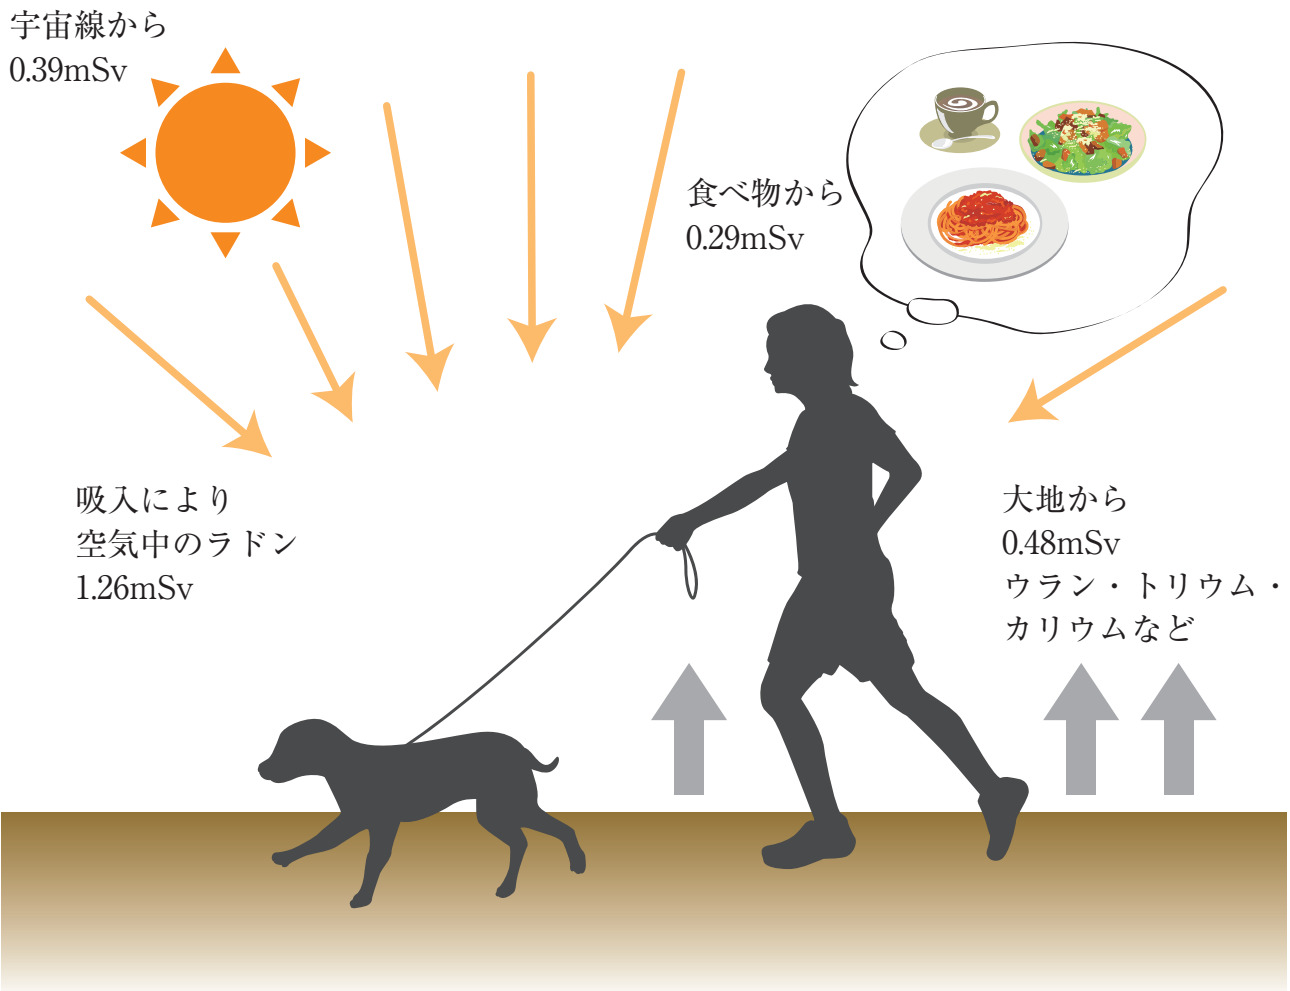 宇宙線から
0.39mSv
食べ物から
0.29mSv
吸入により
空気中のラドン
1.26mSv
大地から
0.48mSv
ウラン・トリウム・
カリウムなど